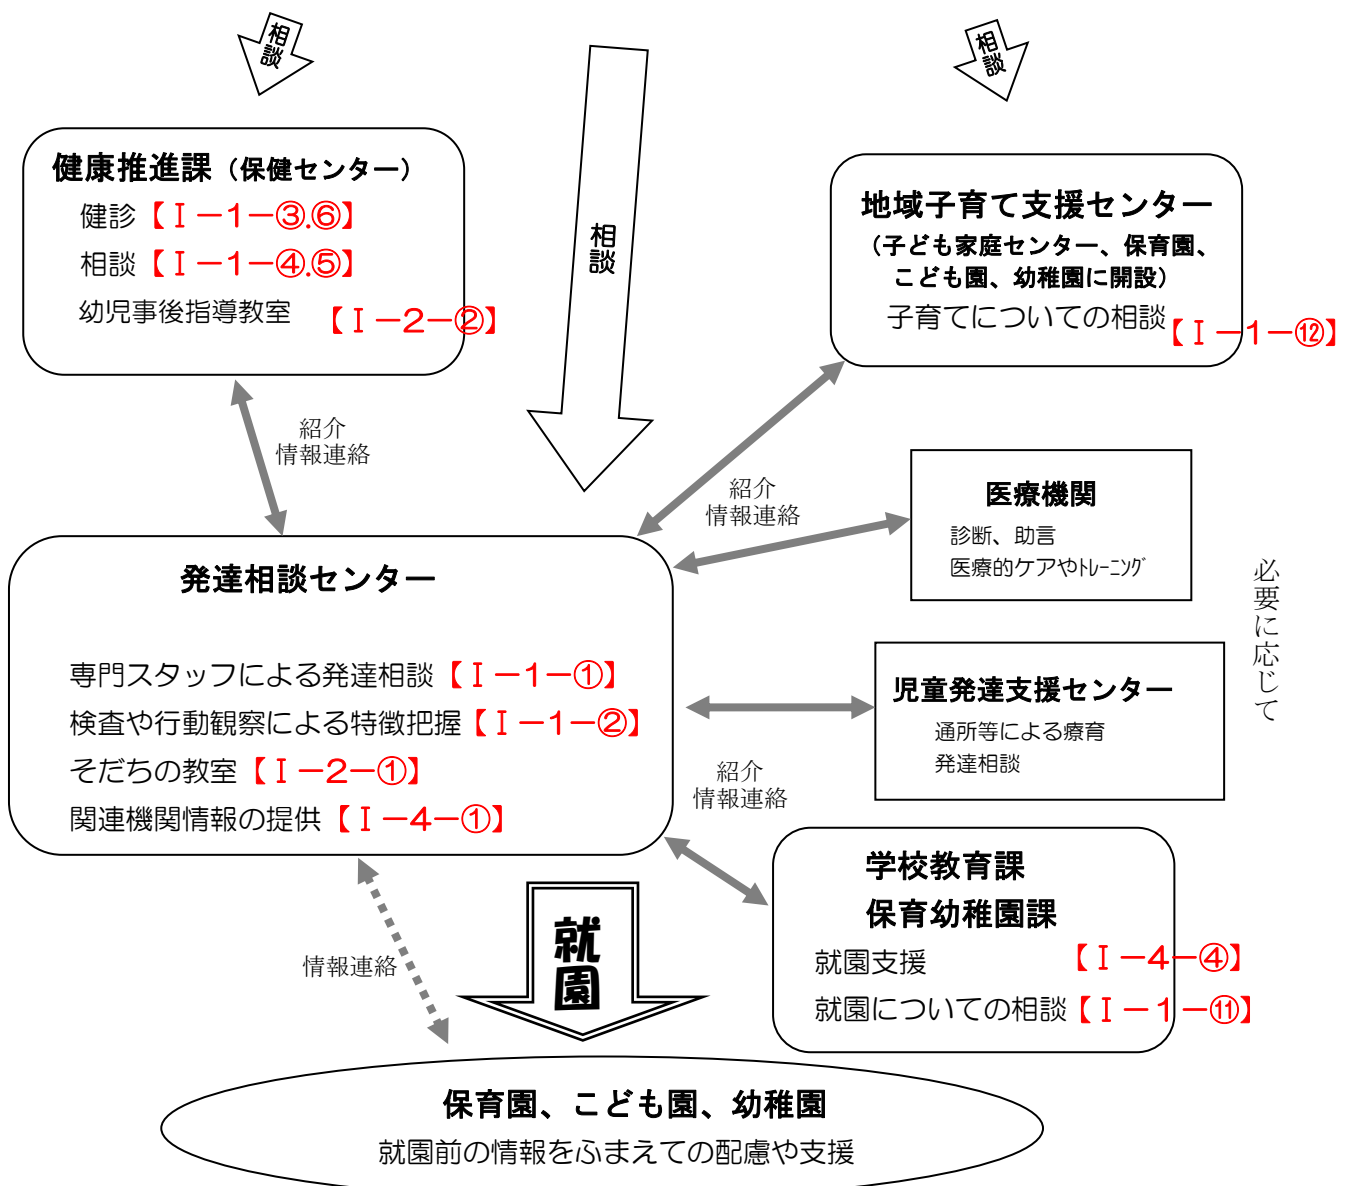 相談
相談
相談
健康推進課（保健センター）
健診【Ⅰ－1－③.⑥】
相談【Ⅰ－1－④.⑤】
幼児事後指導教室 【Ⅰ－2－②】
地域子育て支援センター
（子ども家庭センター、保育園、
こども園、幼稚園に開設）
子育てについての相談【Ⅰ－1－⑫】
紹介
情報連絡
紹介
情報連絡
医療機関
診断、助言
医療的ケアやﾄﾚｰﾆﾝｸﾞ
必要に応じて
発達相談センター
専門スタッフによる発達相談【Ⅰ－1－①】
検査や行動観察による特徴把握【Ⅰ－1－②】
そだちの教室【Ⅰ－2－①】
関連機関情報の提供【Ⅰ－4－①】
児童発達支援センター
通所等による療育
発達相談
紹介
情報連絡
学校教育課
保育幼稚園課
就園支援 【Ⅰ－4－④】
就園についての相談【Ⅰ－1－⑪】
情報連絡
就園
保育園、こども園、幼稚園
就園前の情報をふまえての配慮や支援